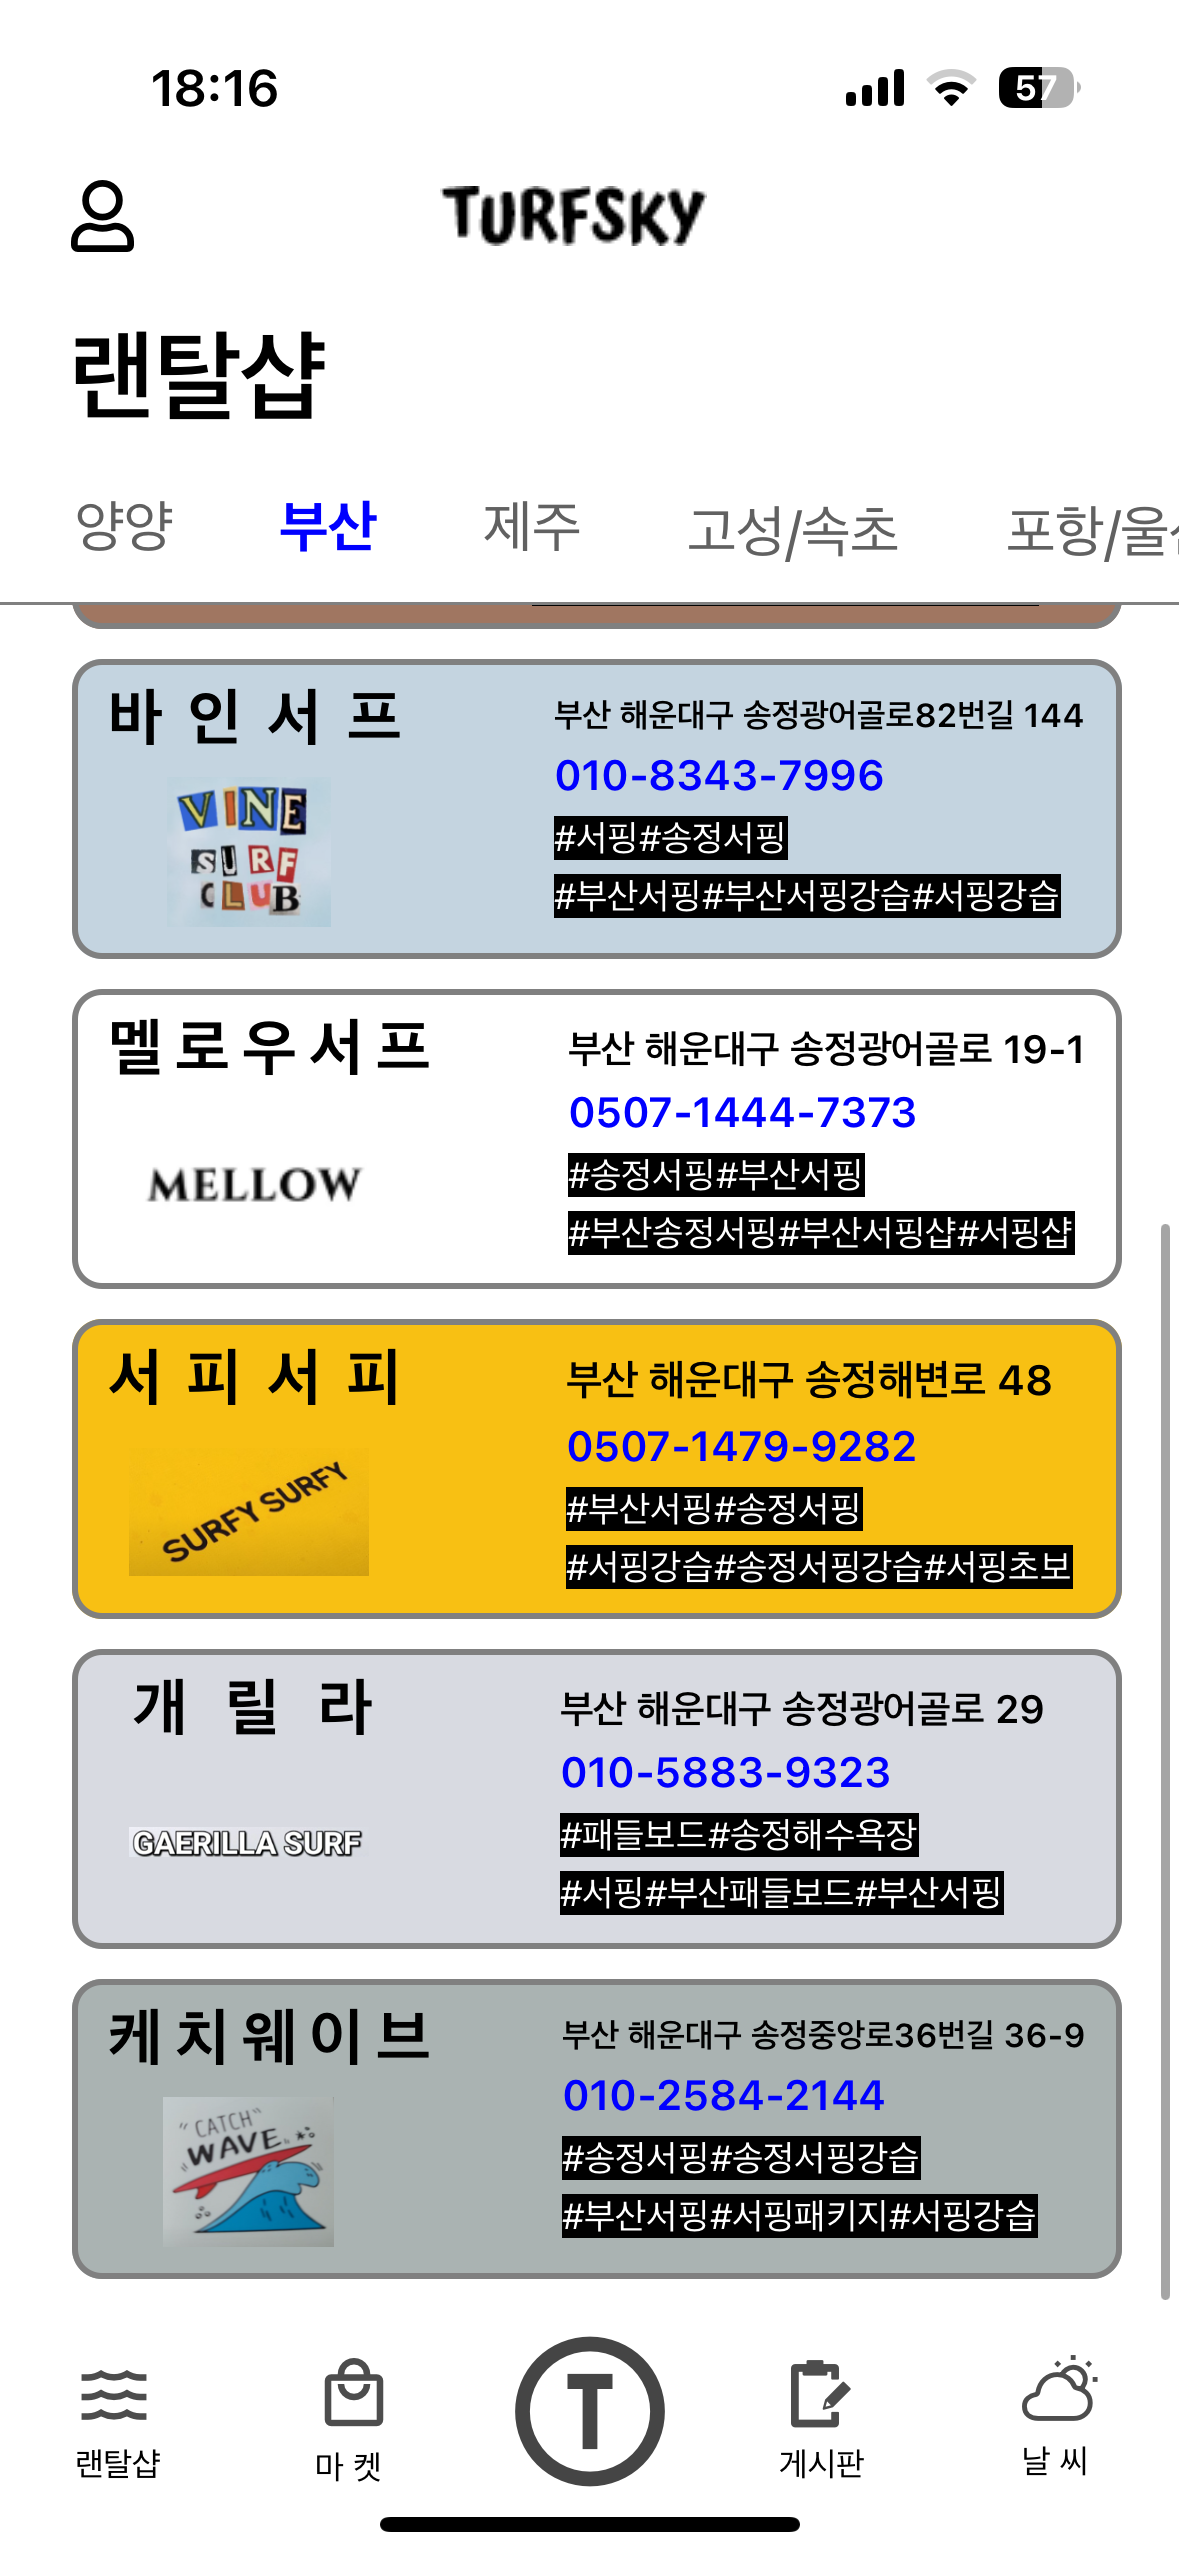 18:16
57
TURFSKY
랜탈샵
양양 부산 제주 고성/속초 포항/울산
바인서프
부산 해운대구 송정광어골로82번길 144
010-8343-7996
#서핑#송정서핑
#부산서핑#부산서핑강습#서핑강습
VINE
SURF
CLUB
멜로우서프
부산 해운대구 송정광어골로 19-1
0507-1444-7373
#송정서핑#부산서핑
#부산송정서핑#부산서핑샵#서핑샵
MELLOW
서피서피
부산 해운대구 송정해변로 48
0507-1479-9282
#부산서핑#송정서핑
#서핑강습#송정서핑강습#서핑초보
SURFY SURFY
개릴라
부산 해운대구 송정광어골로 29
010-5883-9323
#패들보드#송정해수욕장
#서핑#부산패들보드#부산서핑
GAERILLA SURF
케치웨이브
부산 해운대구 송정중앙로36번길 36-9
010-2584-2144
#송정서핑#송정서핑강습
#부산서핑#서핑패키지#서핑강습
"CATCH"
WAVE
T
랜탈샵 마 켓 게시판 날 씨